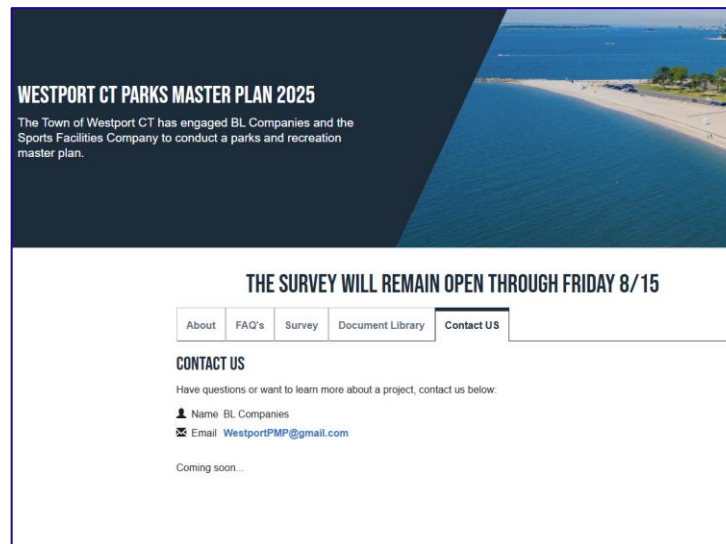 WESTPORT CT PARKS MASTER PLAN 2025
The Town of Westport CT has engaged BL Companies and the
Sports Facilities Company to conduct a parks and recreation
master plan.
THE SURVEY WILL REMAIN OPEN THROUGH FRIDAY 8/15
About FAQ's Survey Document Library Contact US
CONTACT US
Have questions or want to learn more about a project, contact us below:
Name BL Companies
Email WestportPMP@gmail.com
Coming soon...